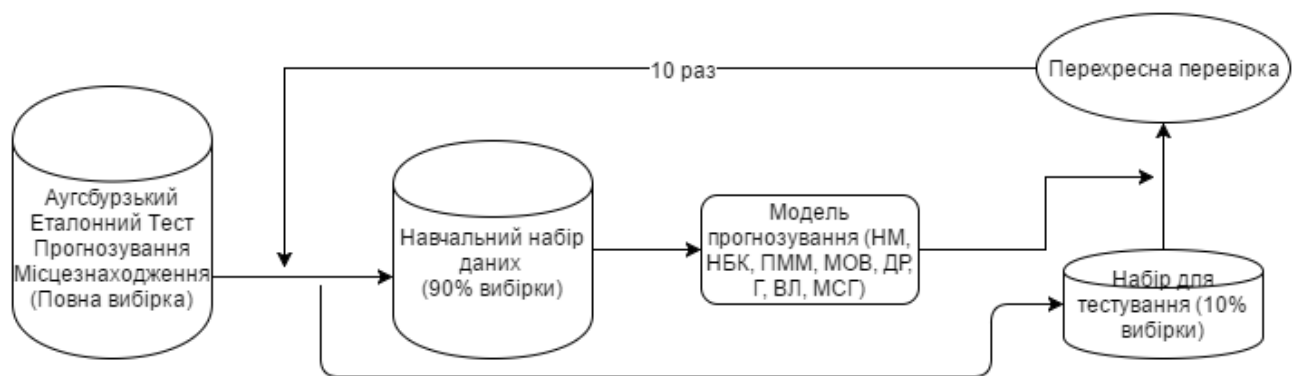 10 раз
Перехресна перевірка
Аугсбурзький
Еталонний Тест
Прогнозування
Місцезнаходження
(Повна вибірка)
Навчальний набір
даних
(90% вибірки)
Модель
прогнозування (НМ,
НБК, ПММ, МОВ, ДР,
Г, ВЛ, МСГ)
Набір для
тестування (10%
вибірки)